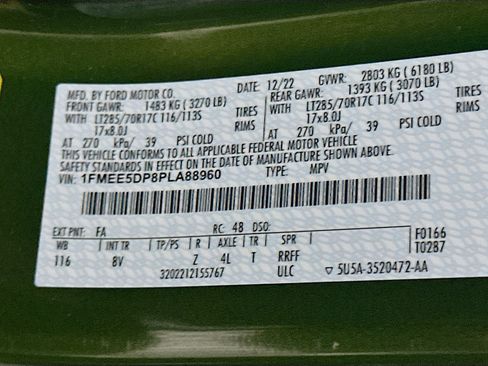 MFD. BY FORD MOTOR CO. DATE: 12/22 GVWR: 2803 KG (6180 LB)
FRONT GAWR: 1483 KG (3270 LB) REAR GAWR: 1393 KG (3070 LB)
WITH LT285/70R17C 116/113S TIRES WITH LT285/70R17C 116/113S TIRES
17x8.0J RIMS 17x8.0J RIMS
AT 270 kPa/ 39 PSI COLD AT 270 kPa/ 39 PSI COLD
THIS VEHICLE CONFORMS TO ALL APPLICABLE FEDERAL MOTOR VEHICLE
SAFETY STANDARDS IN EFFECT ON THE DATE OF MANUFACTURE SHOWN ABOVE.
VIN: 1FMEE5DP8PLA88960 TYPE: MPV
EXT PNT: FA RC: 48 DSO: F0166
WB INT TR TP/PS R AXLE TR SPR T0287
116 8V Z 4L T RRFF
3202212155767 ULC ▽ 5U5A-3520472-AA